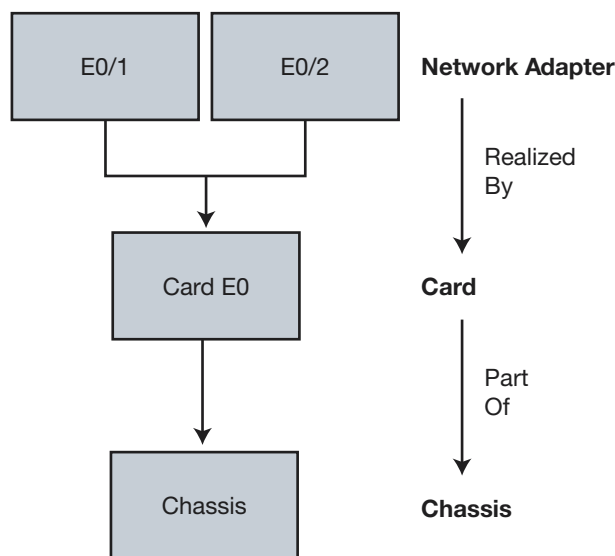 E0/1
E0/2
Network Adapter
Realized
By
Card E0
Card
Part
Of
Chassis
Chassis